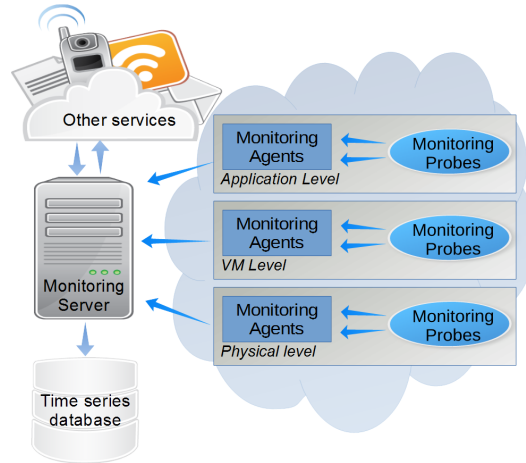 Other services
Monitoring
Agents
Monitoring
Probes
Application Level
Monitoring
Agents
Monitoring
Probes
VM Level
Monitoring
Server
Monitoring
Agents
Monitoring
Probes
Physical level
Time series
database